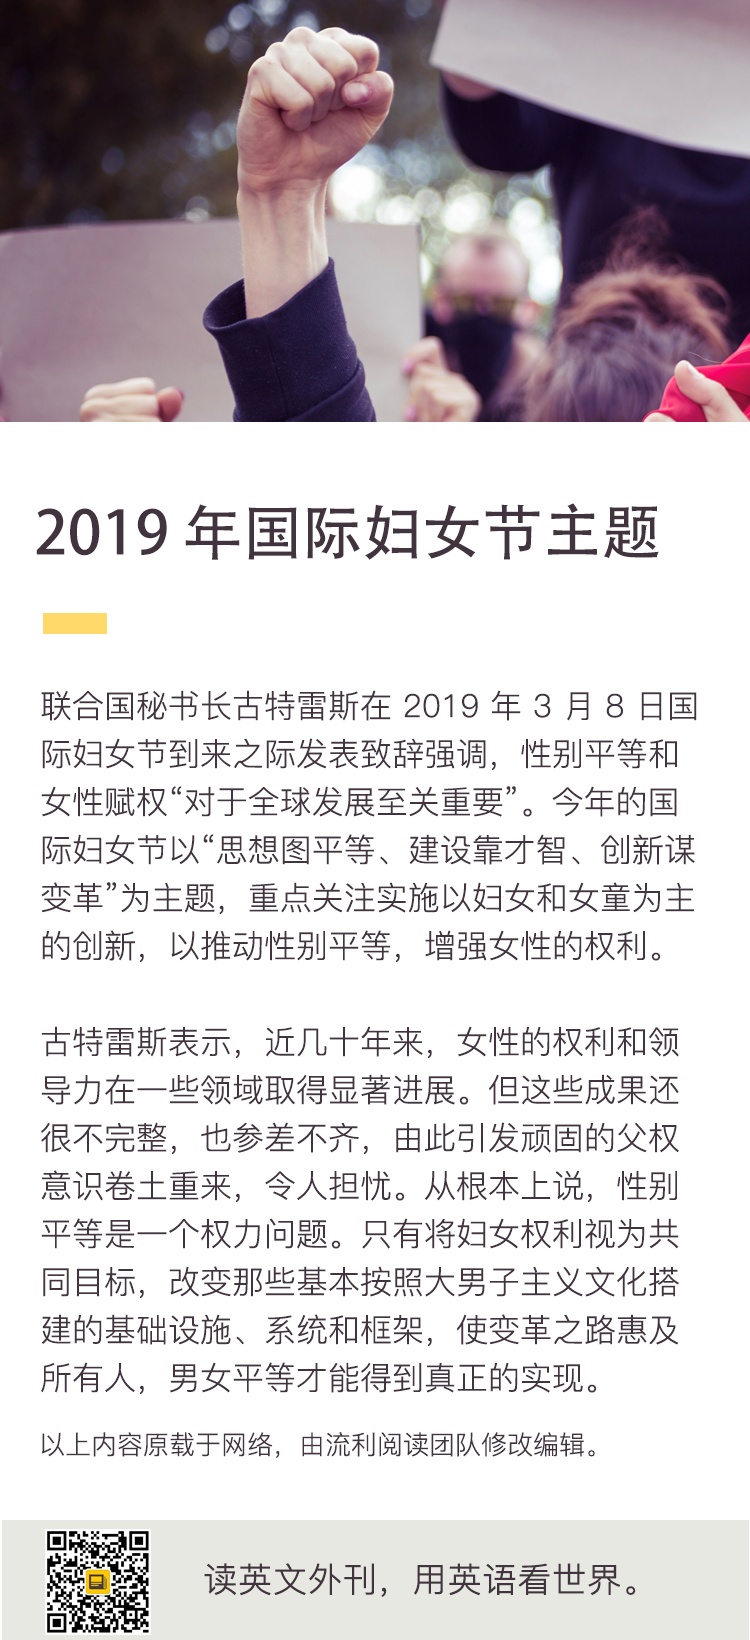 2019 年国际妇女节主题
联合国秘书长古特雷斯在 2019 年 3 月 8 日国
际妇女节到来之际发表致辞强调，性别平等和
女性赋权“对于全球发展至关重要”。今年的国
际妇女节以“思想图平等、建设靠才智、创新谋
变革”为主题，重点关注实施以妇女和女童为主
的创新，以推动性别平等，增强女性的权利。
古特雷斯表示，近几十年来，女性的权利和领
导力在一些领域取得显著进展。但这些成果还
很不完整，也参差不齐，由此引发顽固的父权
意识卷土重来，令人担忧。从根本上说，性别
平等是一个权力问题。只有将妇女权利视为共
同目标，改变那些基本按照大男子主义文化搭
建的基础设施、系统和框架，使变革之路惠及
所有人，男女平等才能得到真正的实现。
以上内容原载于网络，由流利阅读团队修改编辑。
读英文外刊，用英语看世界。